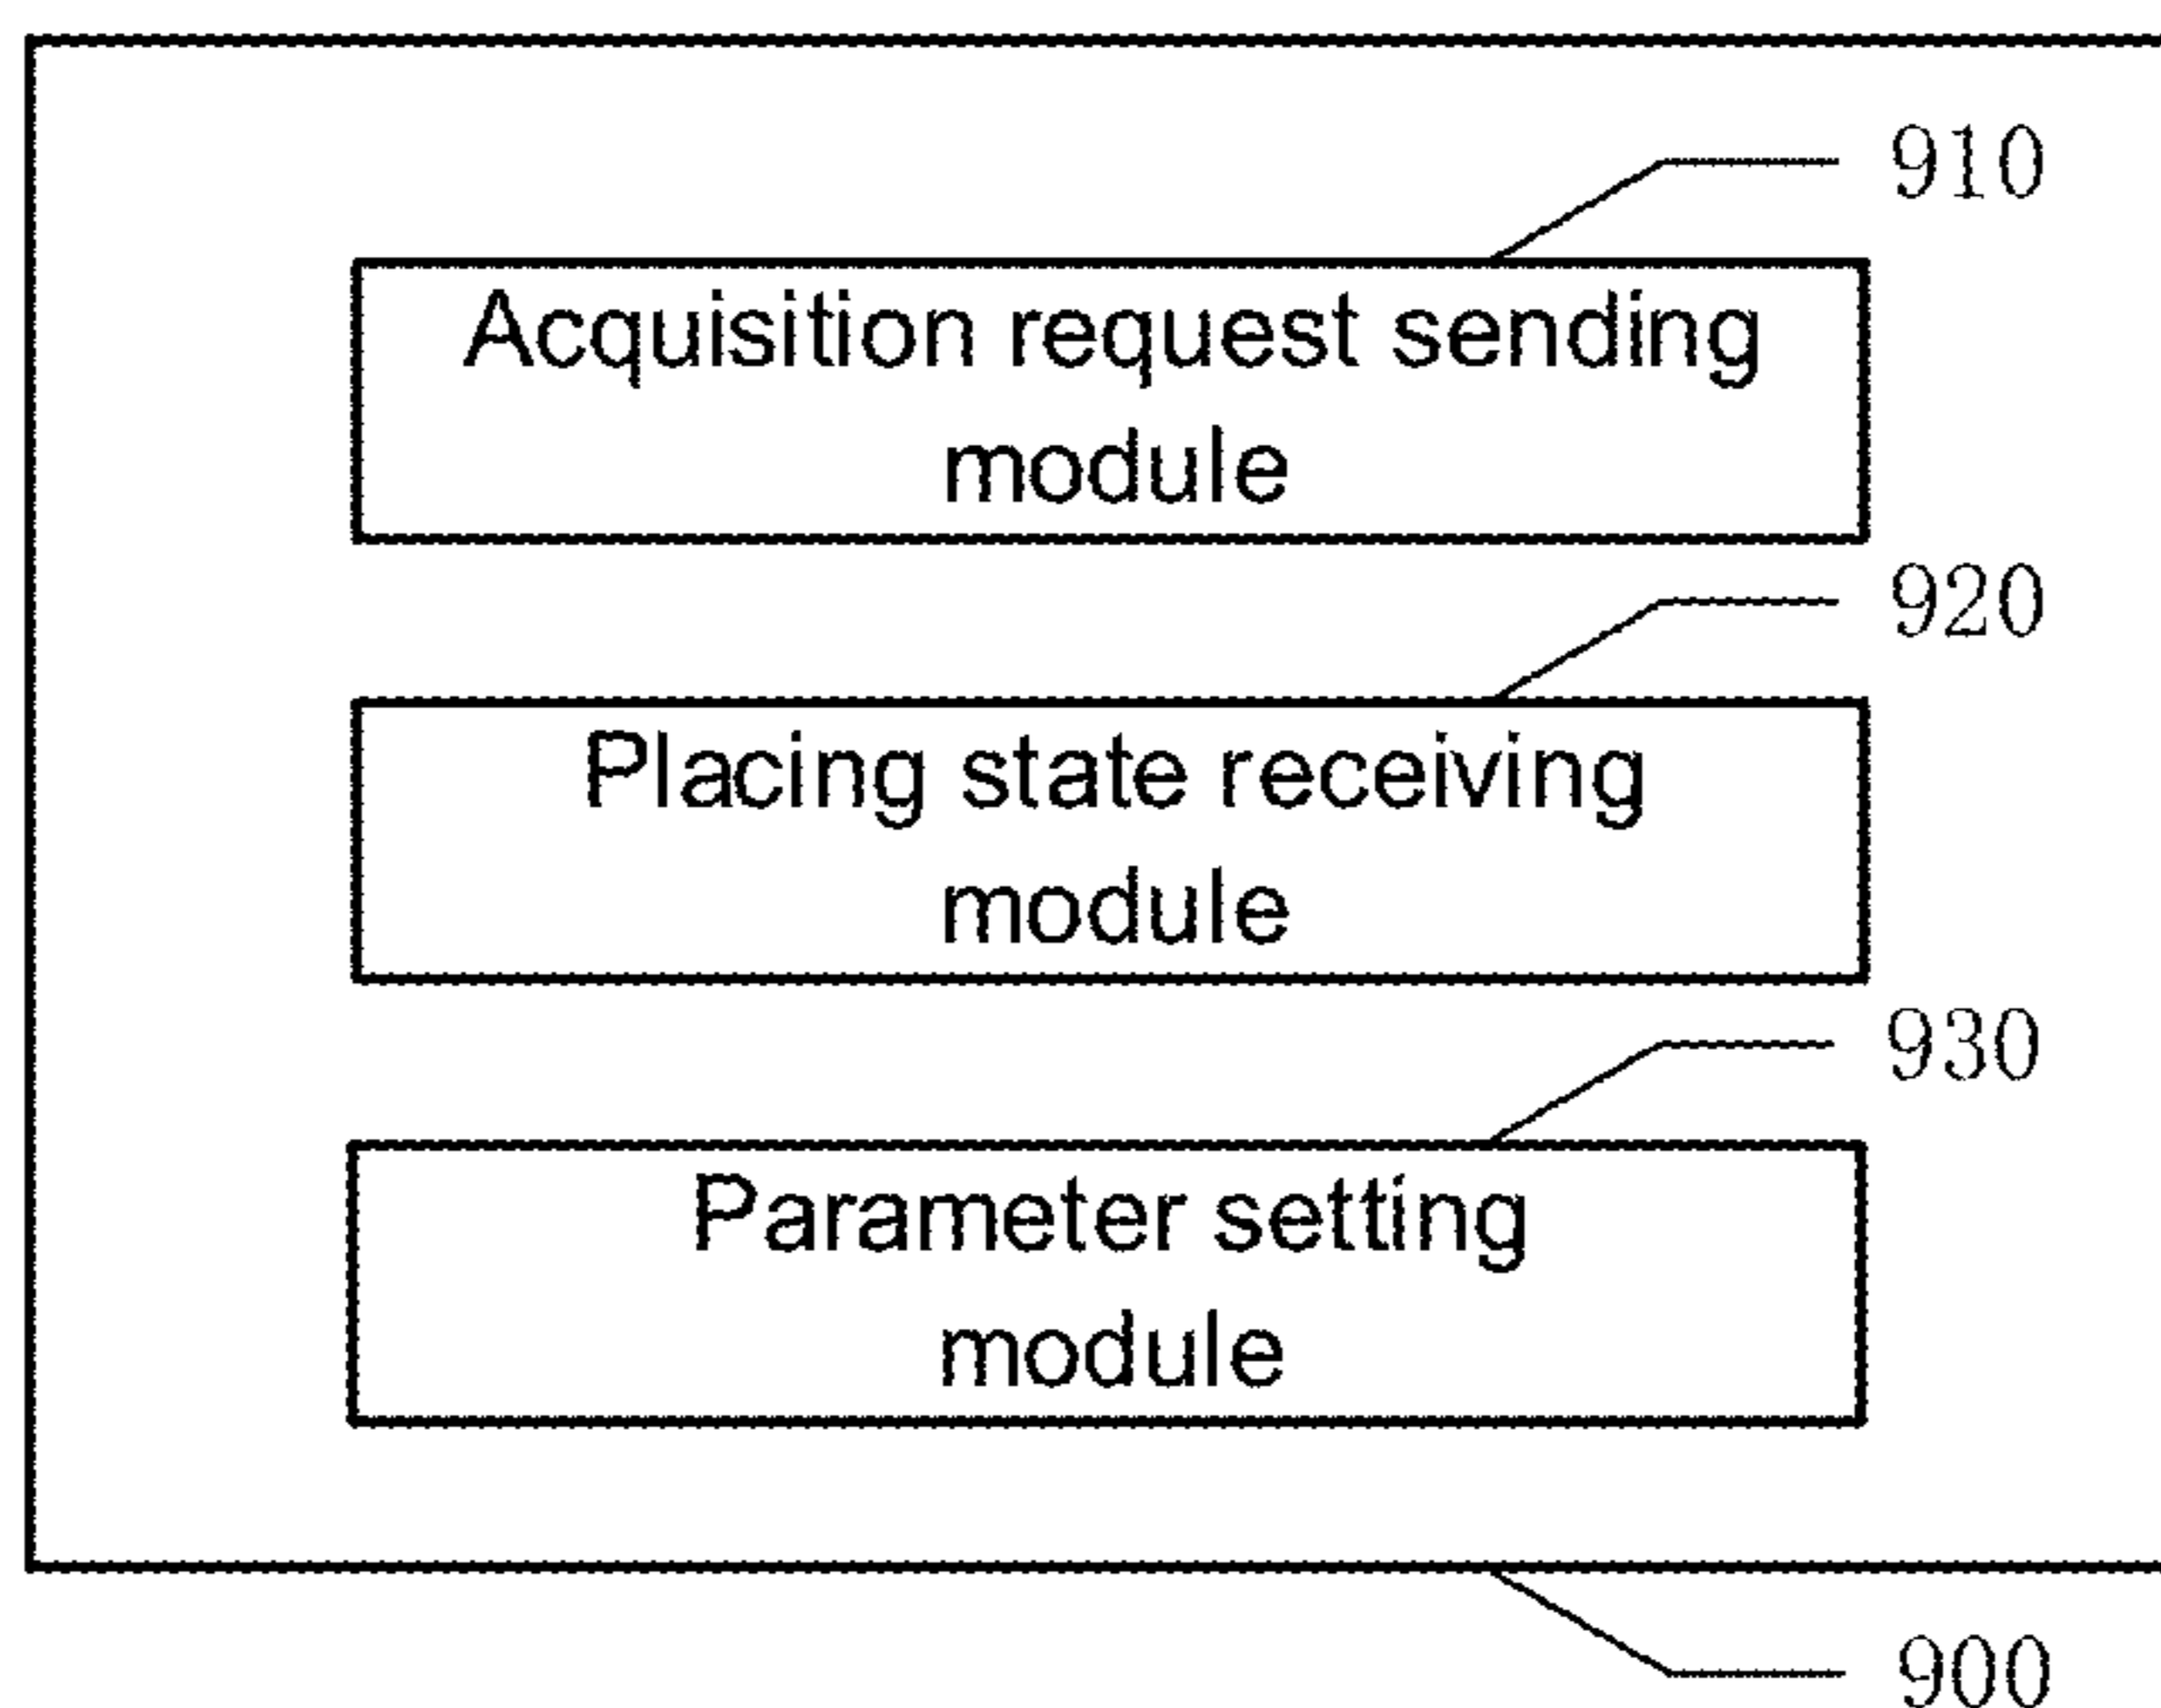 910
Acquisition request sending
module
920
Placing state receiving
module
930
Parameter setting
module
900